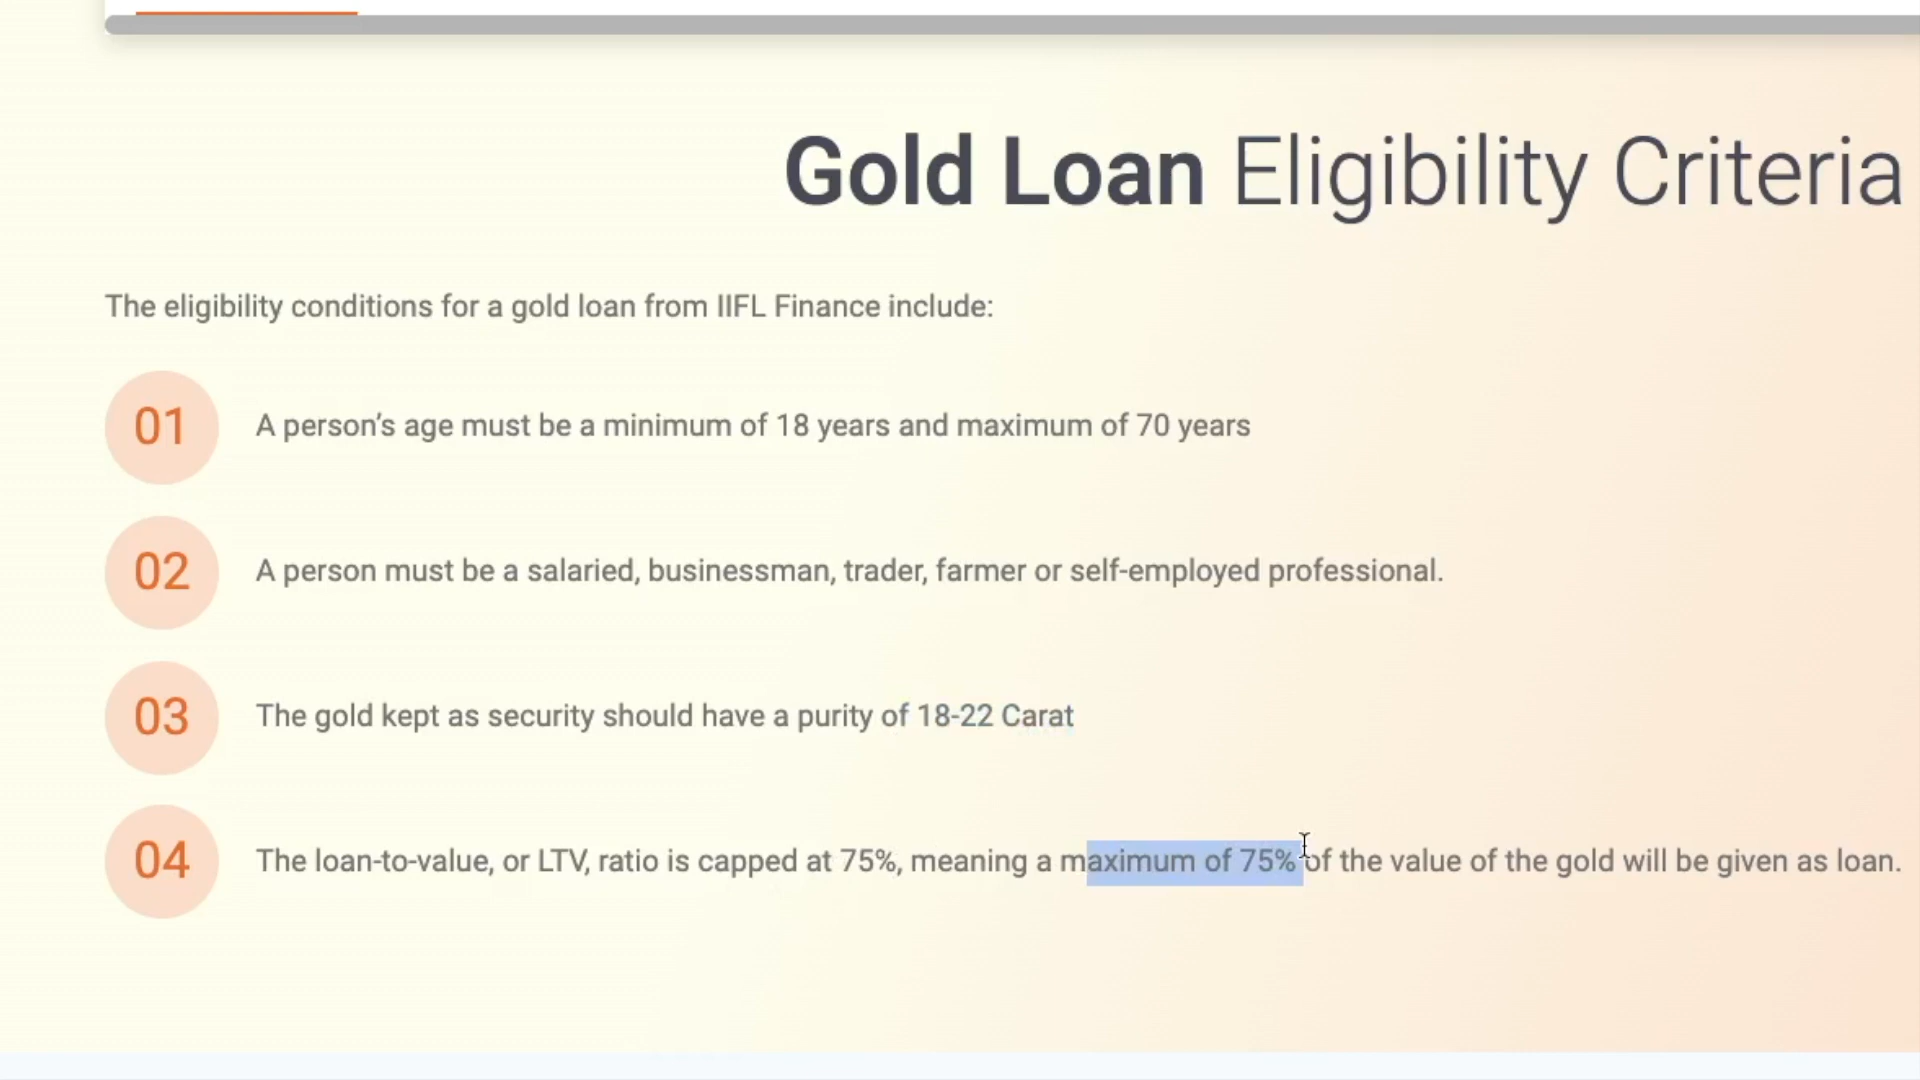 Gold Loan Eligibility Criteria
The eligibility conditions for a gold loan from IIFL Finance include:
01 A person’s age must be a minimum of 18 years and maximum of 70 years
02 A person must be a salaried, businessman, trader, farmer or self-employed professional.
03 The gold kept as security should have a purity of 18-22 Carat
04 The loan-to-value, or LTV, ratio is capped at 75%, meaning a maximum of 75% of the value of the gold will be given as loan.